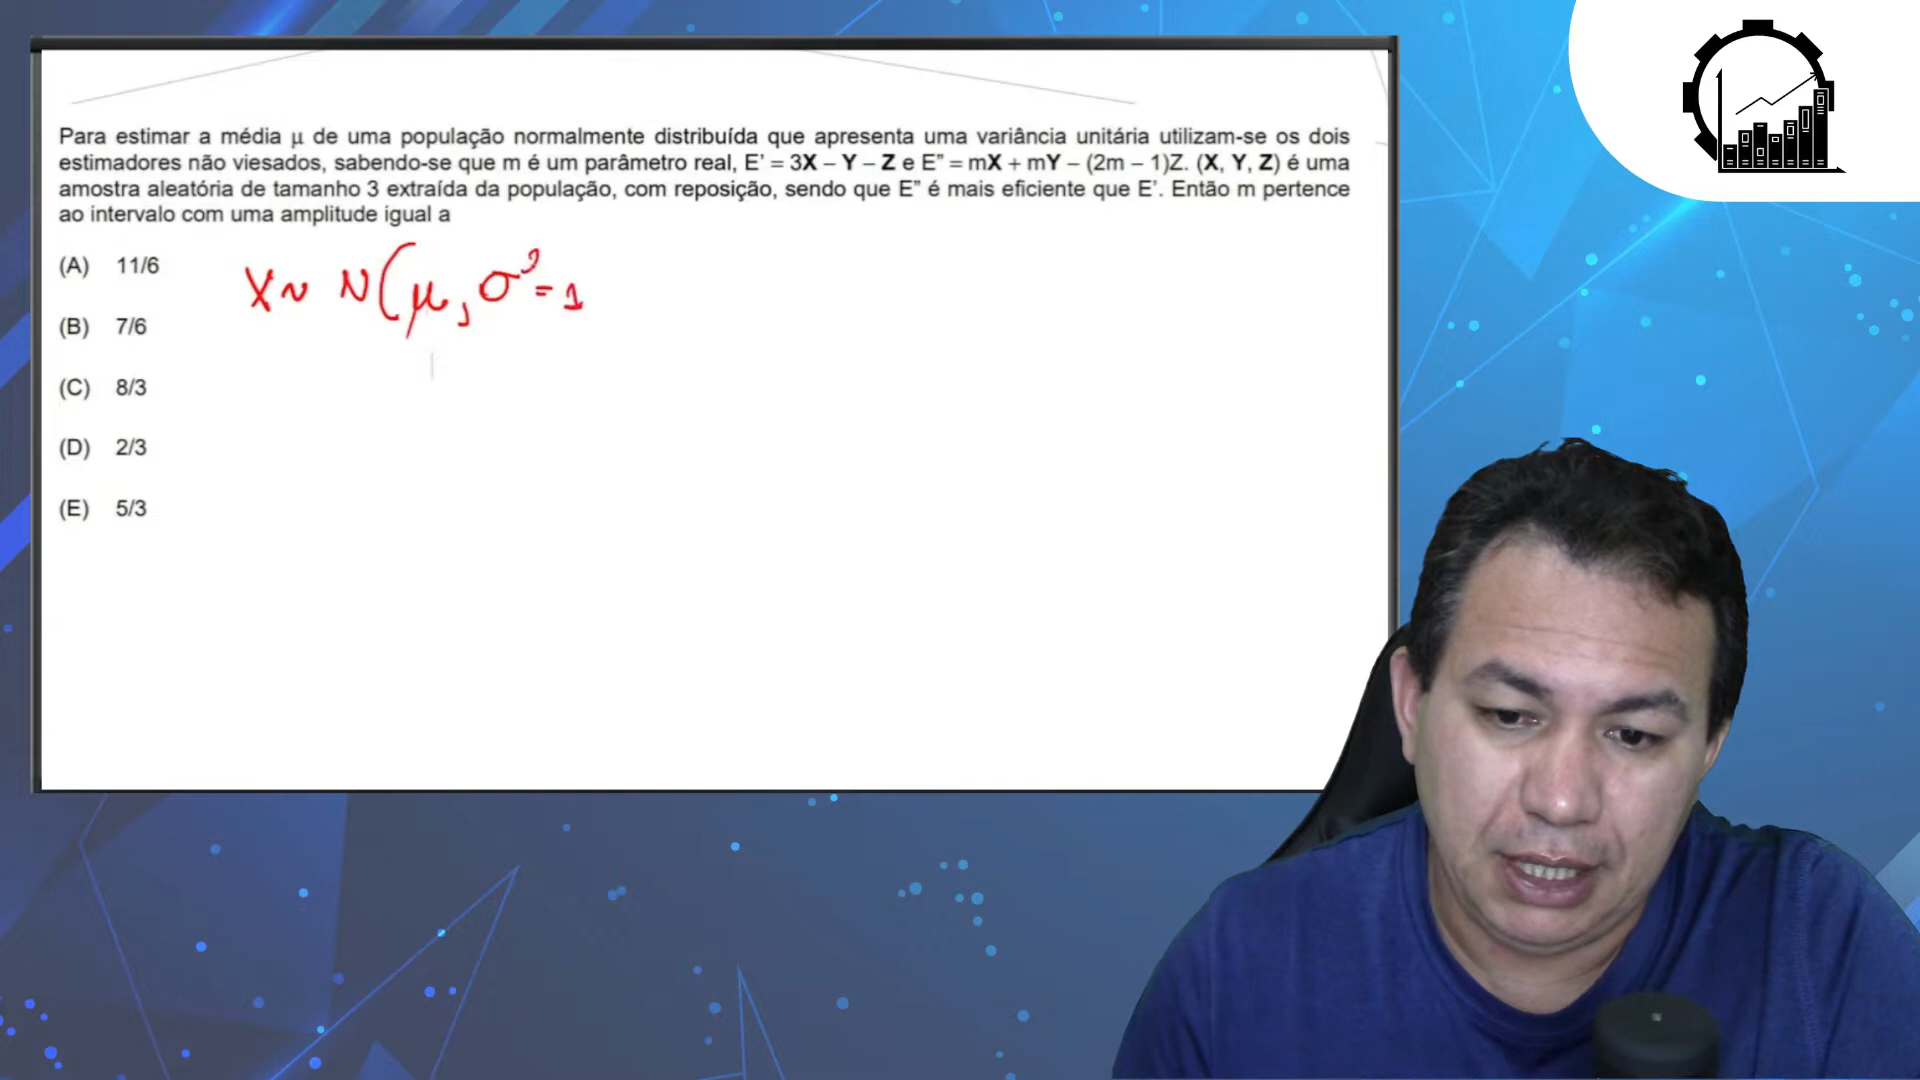 Para estimar a média μ de uma população normalmente distribuída que apresenta uma variância unitária utilizam-se os dois
estimadores não viesados, sabendo-se que m é um parâmetro real, E’ = 3X – Y – Z e E” = mX + mY – (2m – 1)Z. (X, Y, Z) é uma
amostra aleatória de tamanho 3 extraída da população, com reposição, sendo que E” é mais eficiente que E’. Então m pertence
ao intervalo com uma amplitude igual a
(A) 11/6
(B) 7/6
(C) 8/3
(D) 2/3
(E) 5/3
X ~ N(μ, σ² = 1